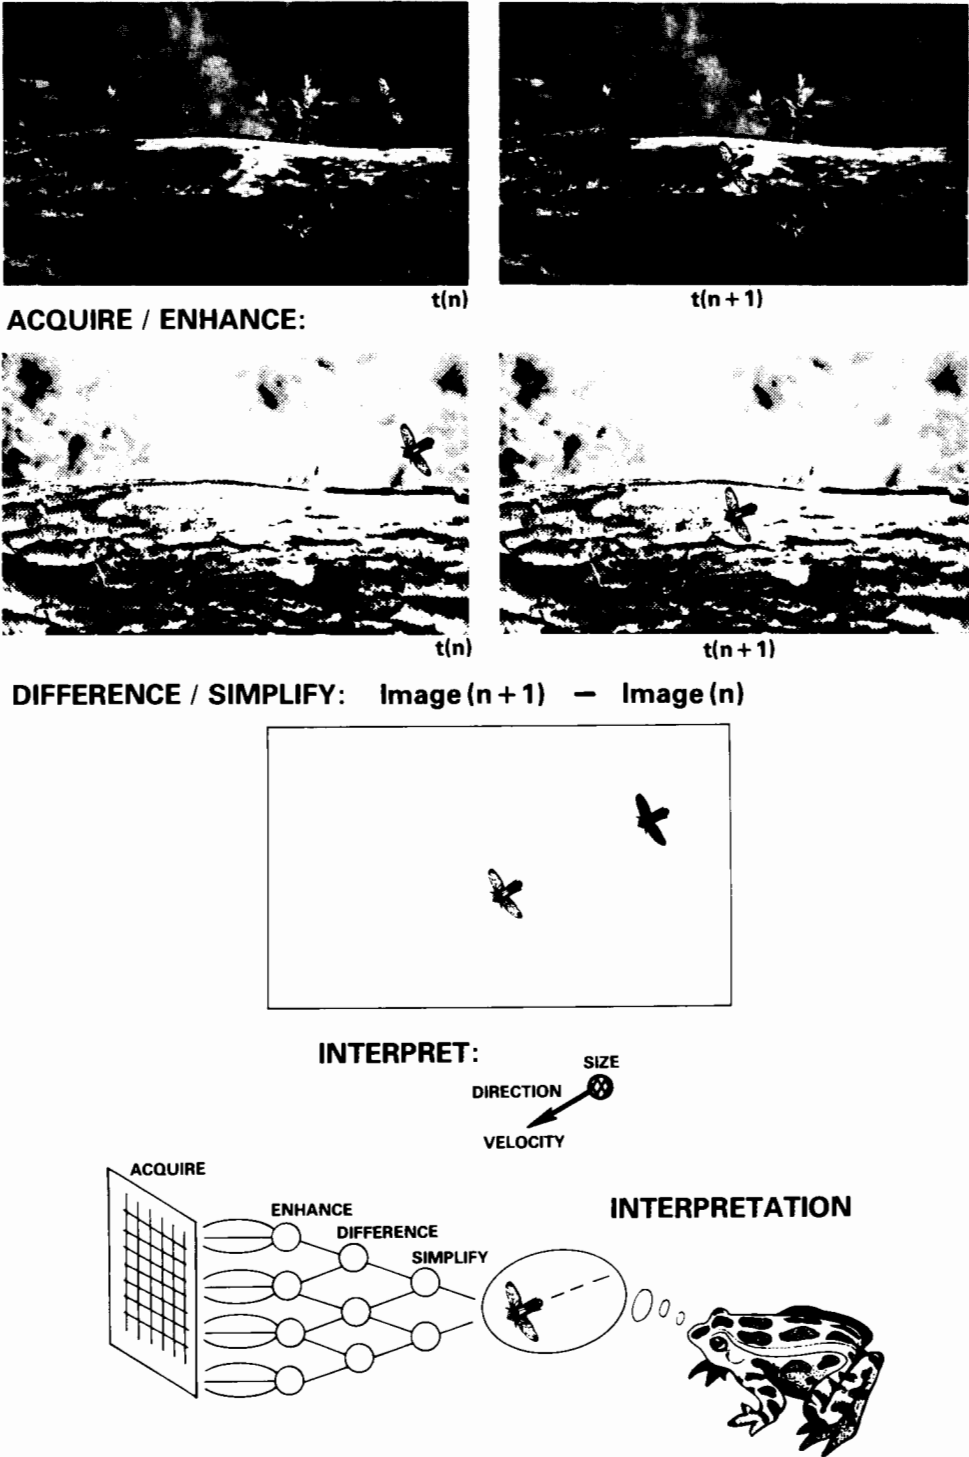 t(n)
t(n + 1)
ACQUIRE / ENHANCE:
t(n)
t(n + 1)
DIFFERENCE / SIMPLIFY: Image (n + 1) — Image (n)
INTERPRET:
SIZE
DIRECTION
VELOCITY
ACQUIRE
ENHANCE
DIFFERENCE
SIMPLIFY
INTERPRETATION